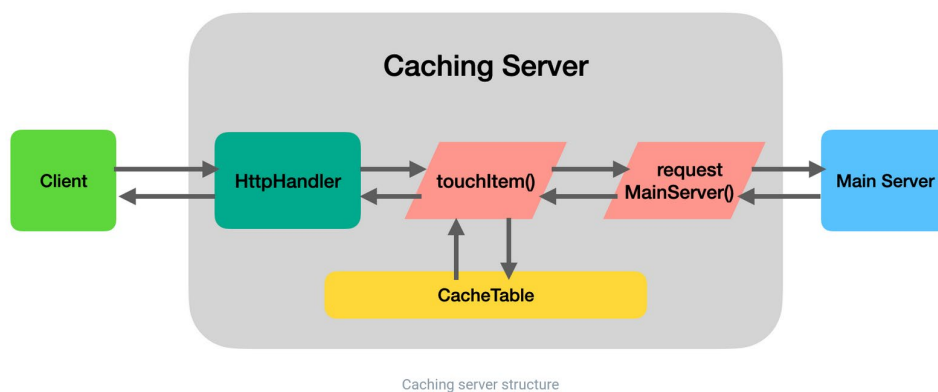 Caching Server
Client
HttpHandler
touchItem()
request
MainServer()
Main Server
CacheTable
Caching server structure